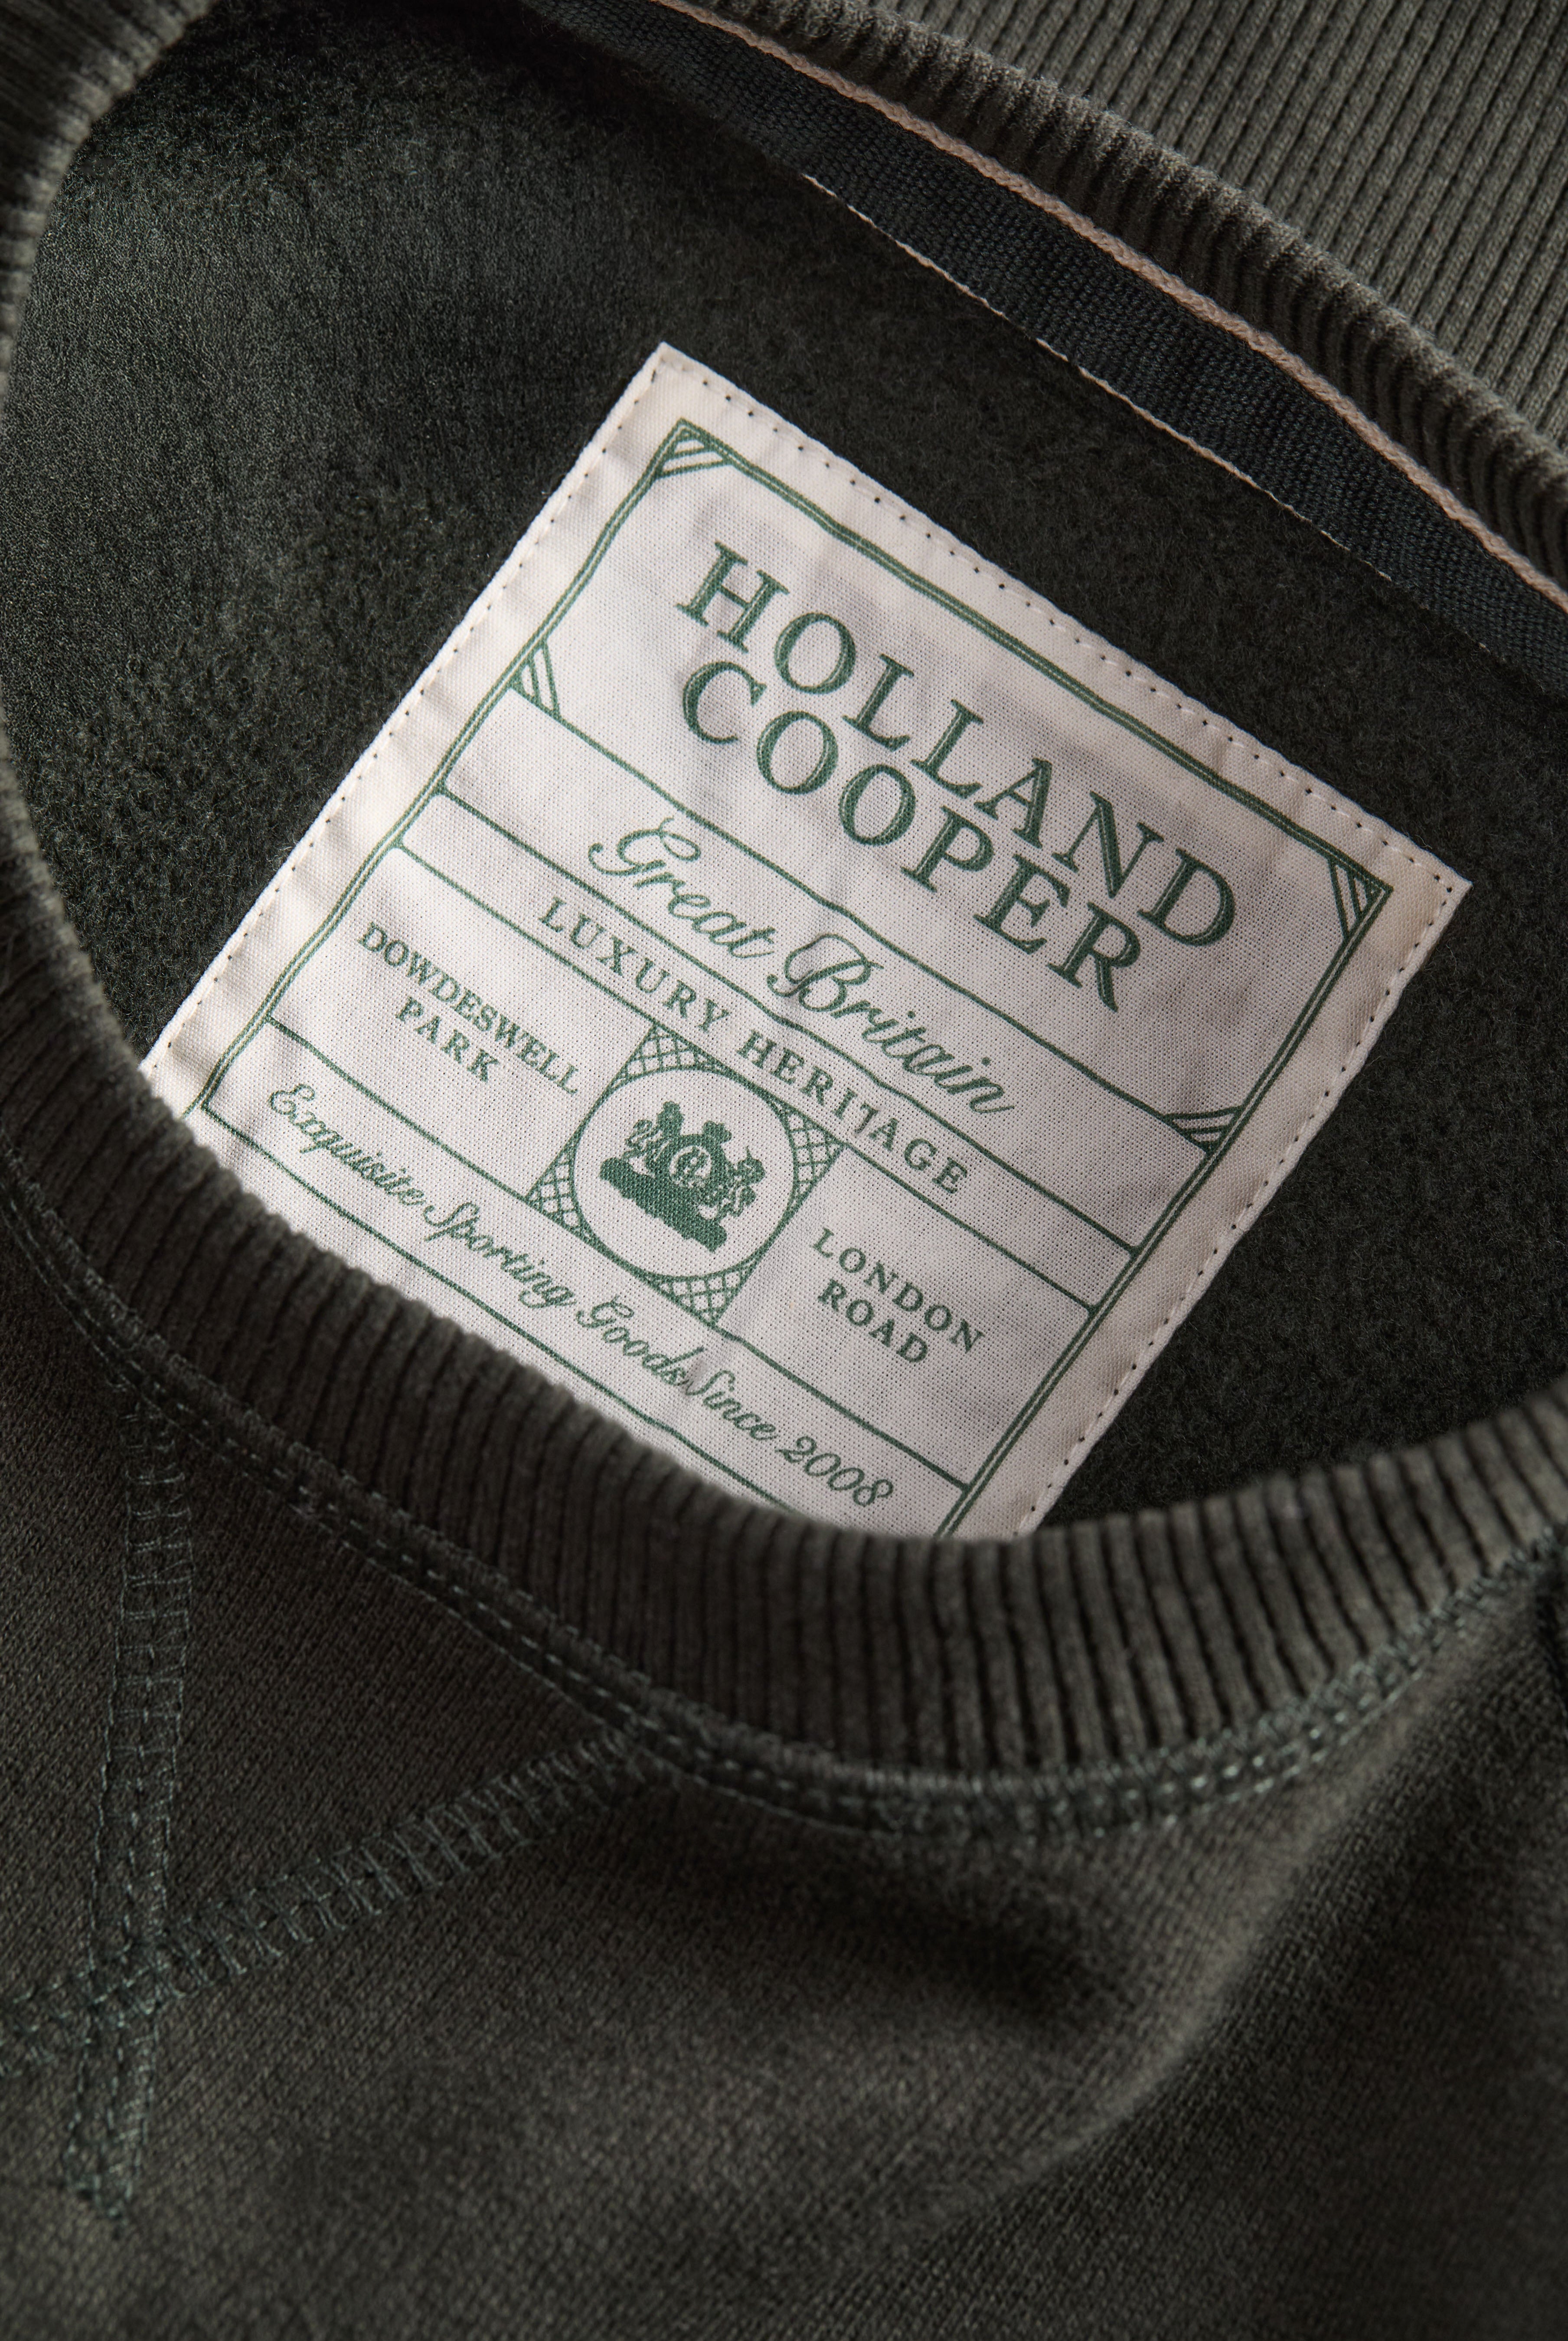 HOLLAND
COOPER
Great Britain
LUXURY HERITAGE
DOWDESWELL
PARK
LONDON
ROAD
Exquisite Sporting Goods Since 2008